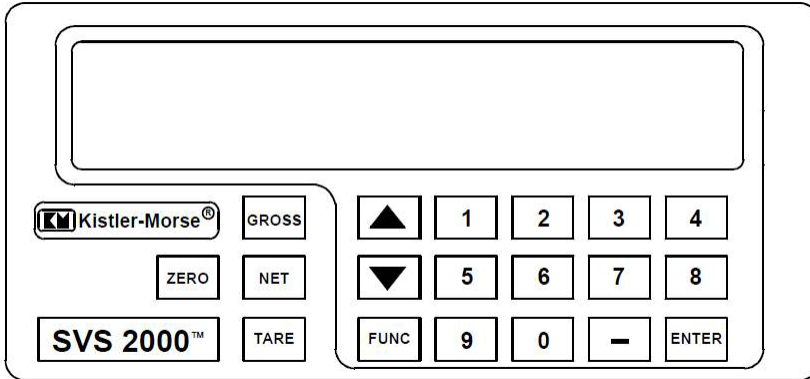 KM Kistler-Morse® GROSS ▲ 1 2 3 4
ZERO NET ▼ 5 6 7 8
SVS 2000™ TARE FUNC 9 0 – ENTER